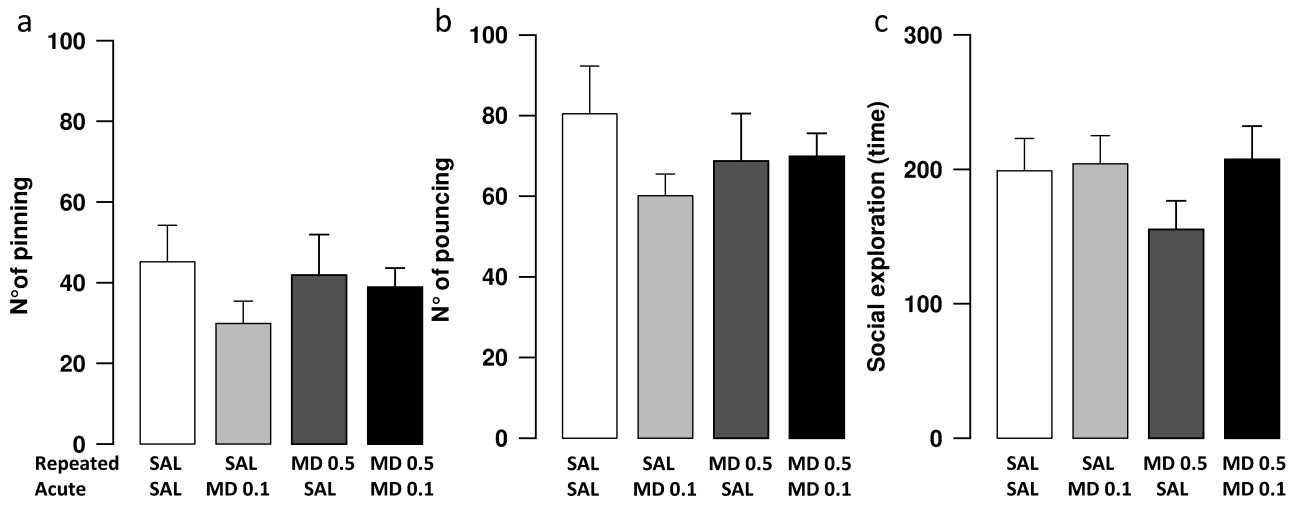 a
N°of pinning
100
80
60
40
20
0
b
N° of pouncing
100
80
60
40
20
0
c
Social exploration (time)
300
200
100
0
Repeated SAL SAL MD 0.5 MD 0.5
Acute SAL MD 0.1 SAL MD 0.1
SAL SAL MD 0.5 MD 0.5
SAL MD 0.1 SAL MD 0.1
SAL SAL MD 0.5 MD 0.5
SAL MD 0.1 SAL MD 0.1